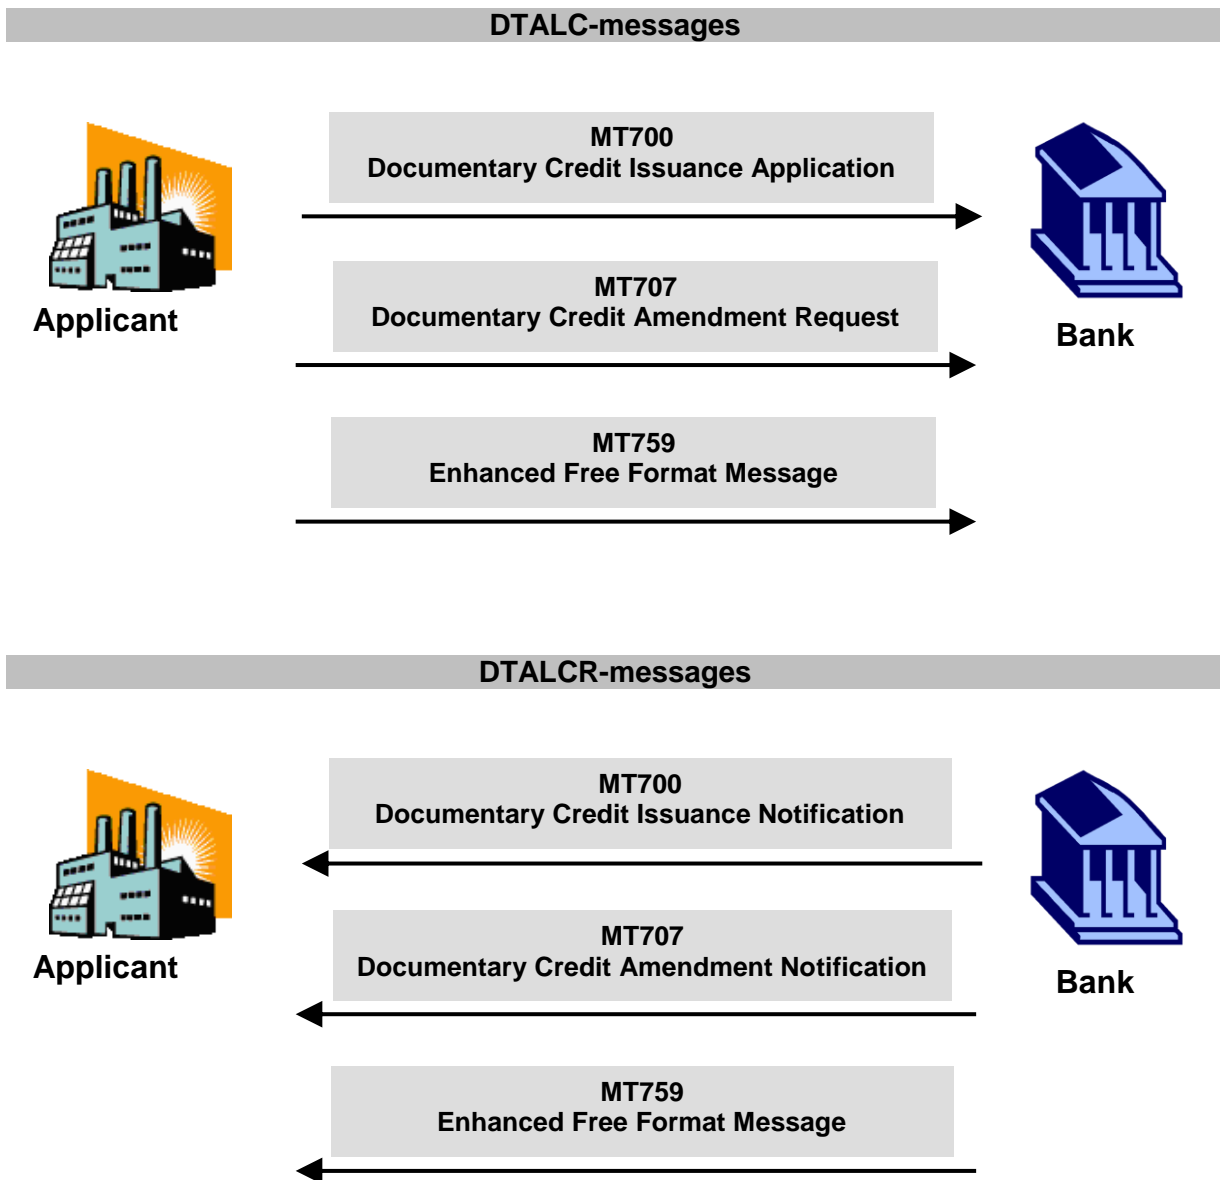 DTALC-messages
MT700
Documentary Credit Issuance Application
Applicant
MT707
Documentary Credit Amendment Request
Bank
MT759
Enhanced Free Format Message
DTALCR-messages
MT700
Documentary Credit Issuance Notification
Applicant
MT707
Documentary Credit Amendment Notification
Bank
MT759
Enhanced Free Format Message